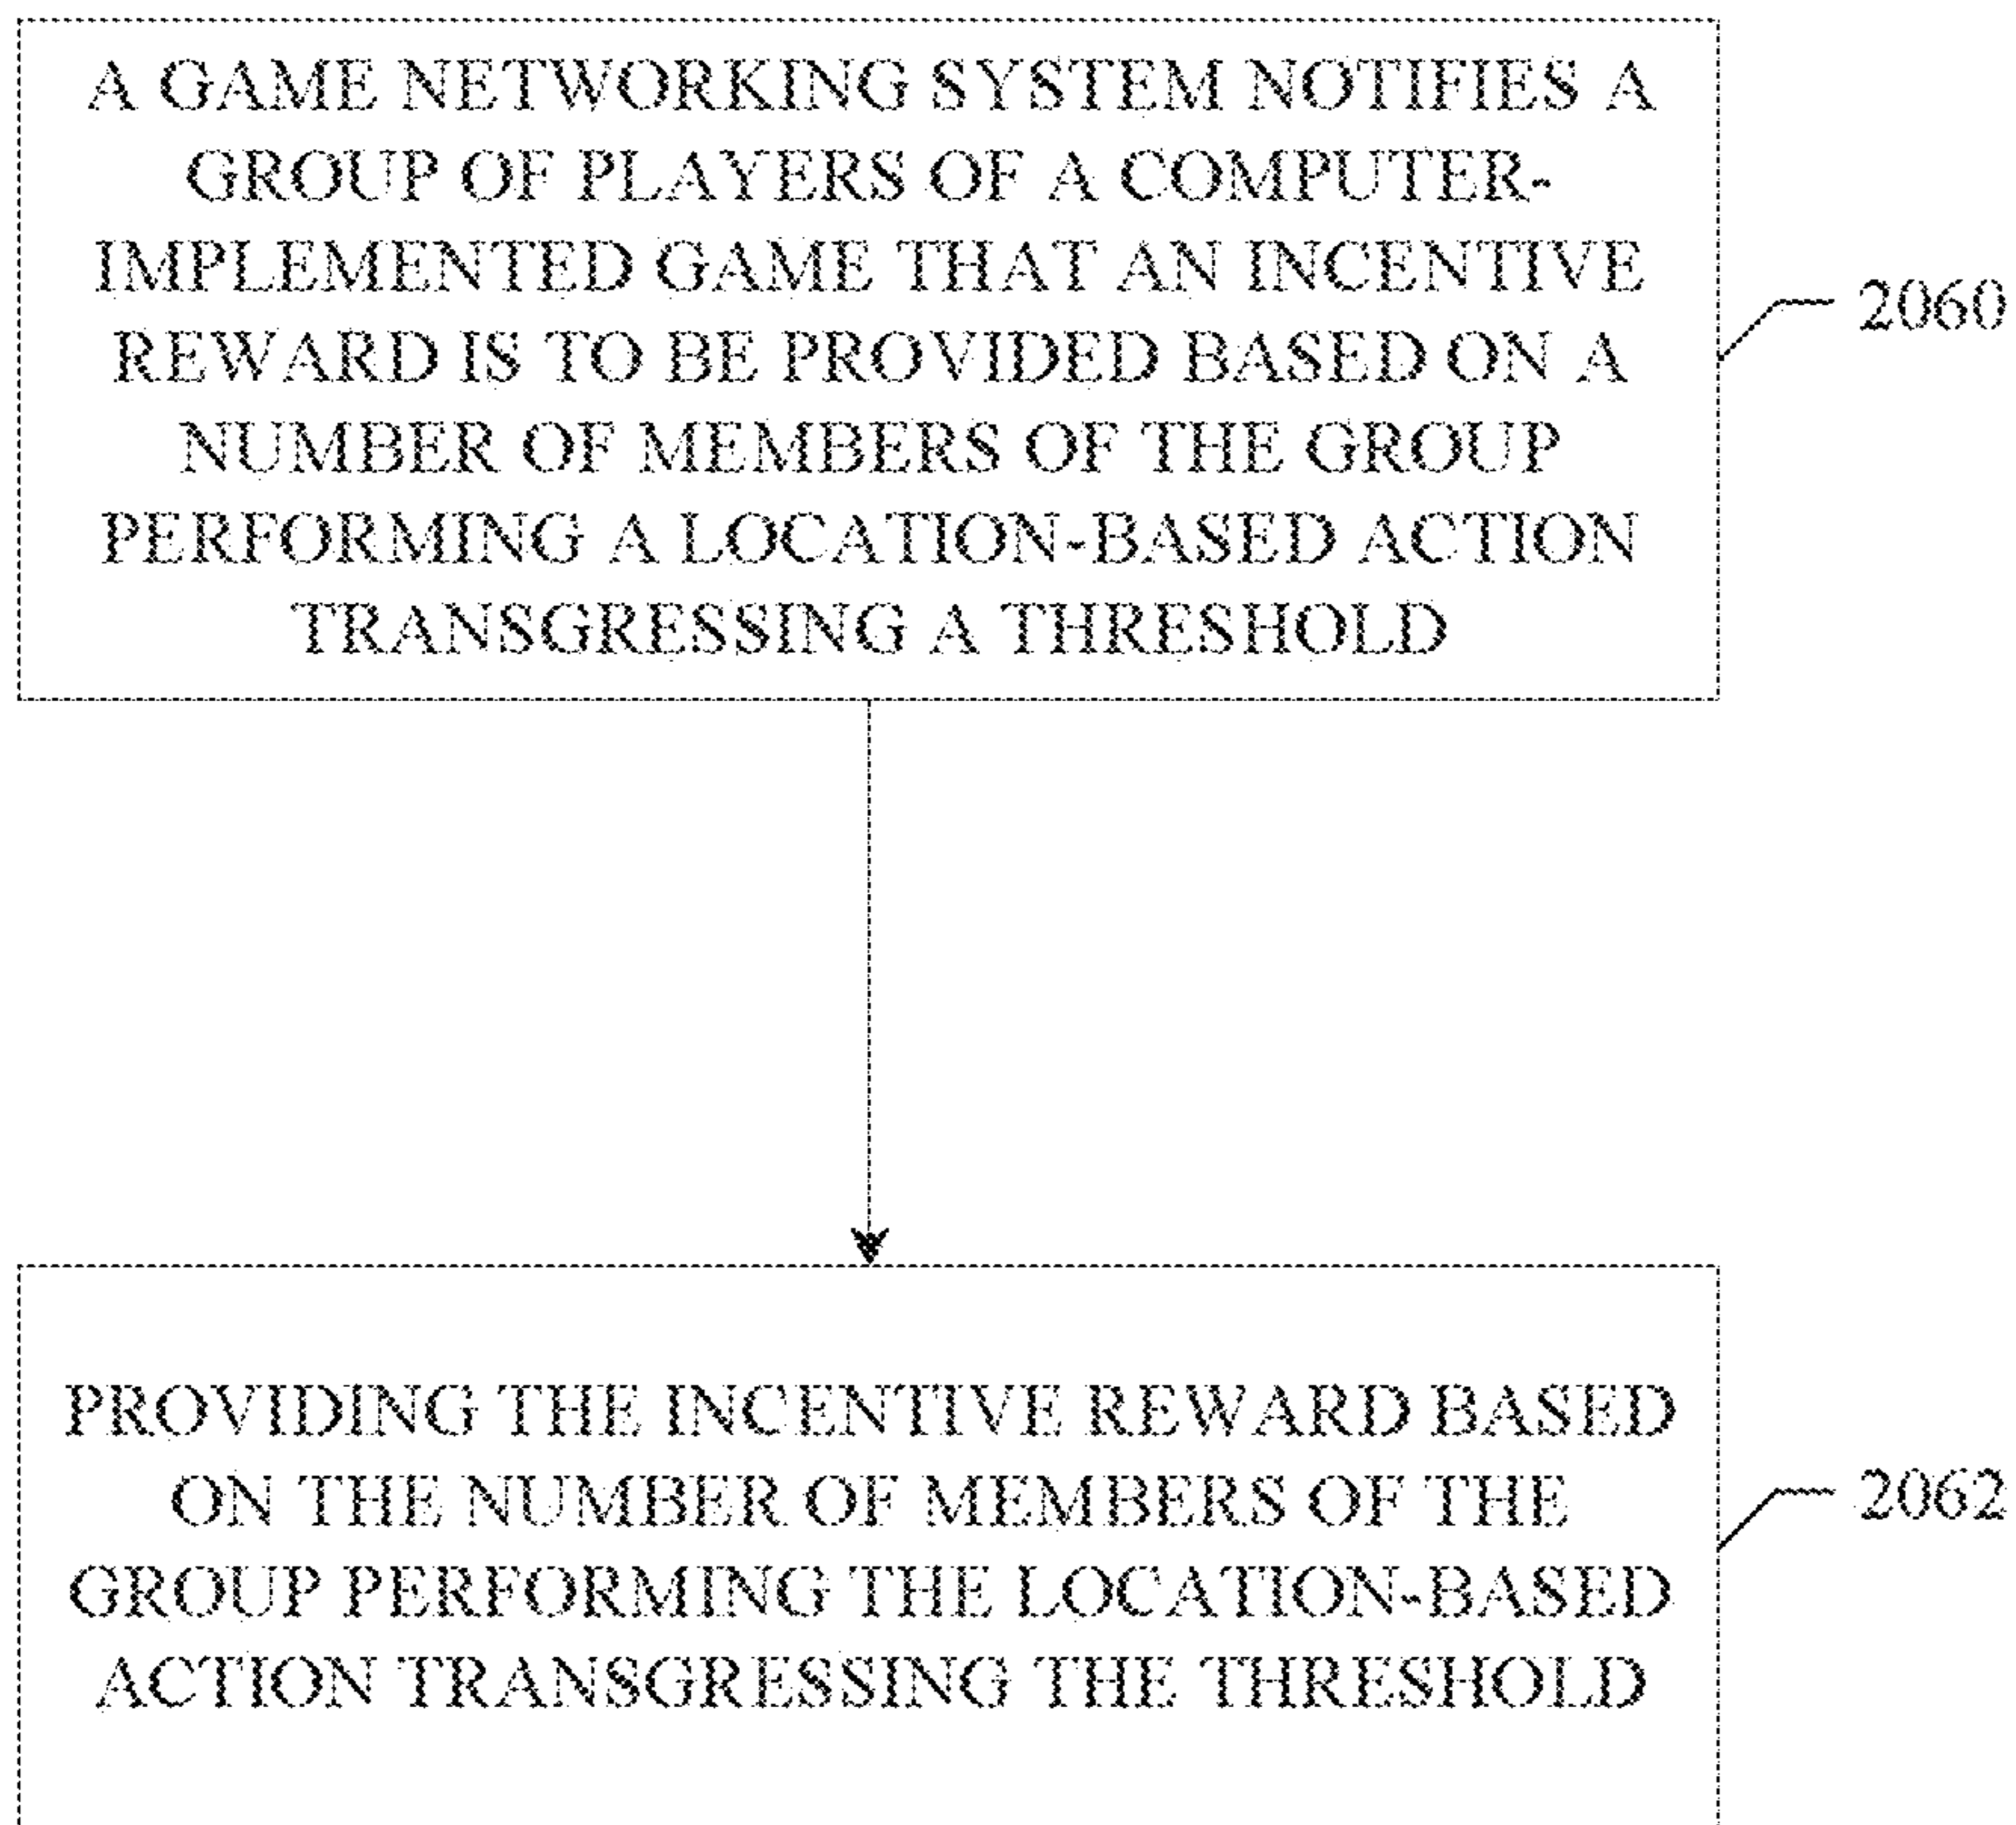 A GAME NETWORKING SYSTEM NOTIFIES A
GROUP OF PLAYERS OF A COMPUTER-
IMPLEMENTED GAME THAT AN INCENTIVE
REWARD IS TO BE PROVIDED BASED ON A
NUMBER OF MEMBERS OF THE GROUP
PERFORMING A LOCATION-BASED ACTION
TRANSGRESSING A THRESHOLD
2060
PROVIDING THE INCENTIVE REWARD BASED
ON THE NUMBER OF MEMBERS OF THE
GROUP PERFORMING THE LOCATION-BASED
ACTION TRANSGRESSING THE THRESHOLD
2062